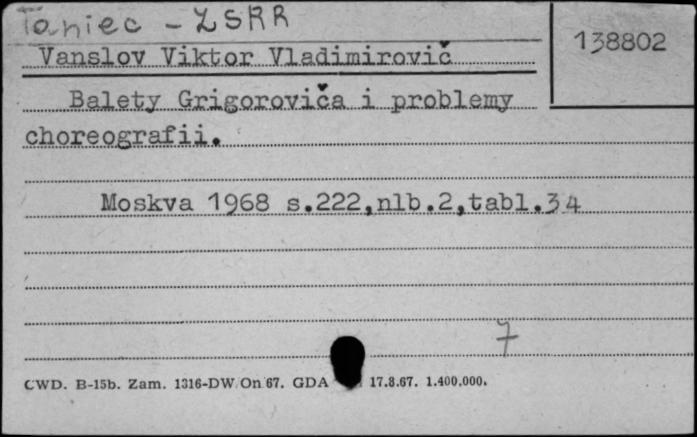 Taniec - ZSRR
138802
Vanslov Viktor Vladimirovič
Balety Grigoroviča i problemy
choreografii.
Moskva 1968 s.222,nlb.2,tabl.34
7
CWD. B-15b. Zam. 1316-DW/On 67. GDA 17.8.67. 1.400.000.